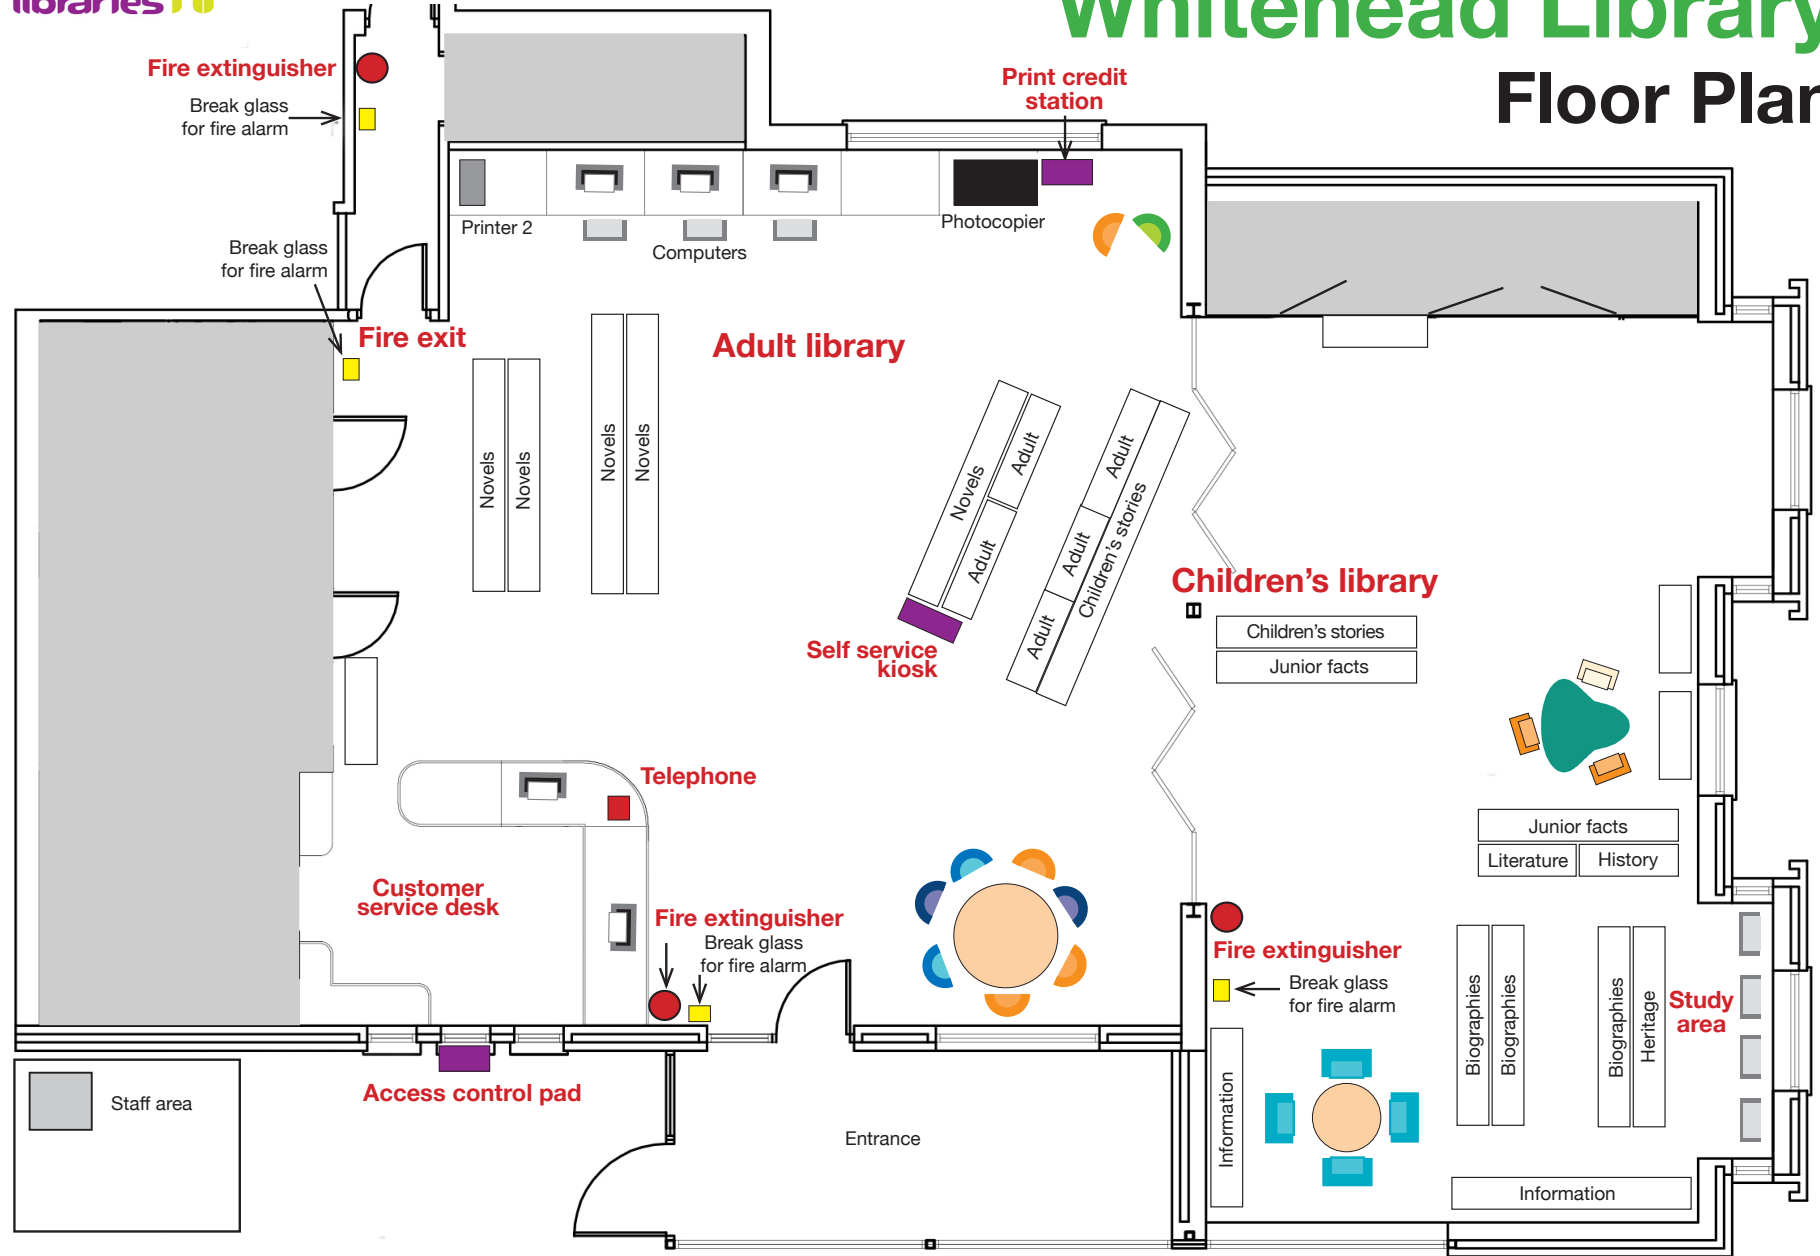 libraries
Whitehead Library
Floor Plan
Fire extinguisher
Break glass
for fire alarm
Print credit
station
Printer 2
Computers
Photocopier
Break glass
for fire alarm
Fire exit
Adult library
Novels
Novels
Novels
Novels
Novels
Adult
Adult
Adult
Adult
Adult
Children's stories
Self service
kiosk
Children's library
Children's stories
Junior facts
Telephone
Customer
service desk
Fire extinguisher
Break glass
for fire alarm
Junior facts
Literature
History
Fire extinguisher
Break glass
for fire alarm
Biographies
Biographies
Biographies
Heritage
Study
area
Access control pad
Staff area
Entrance
Information
Information